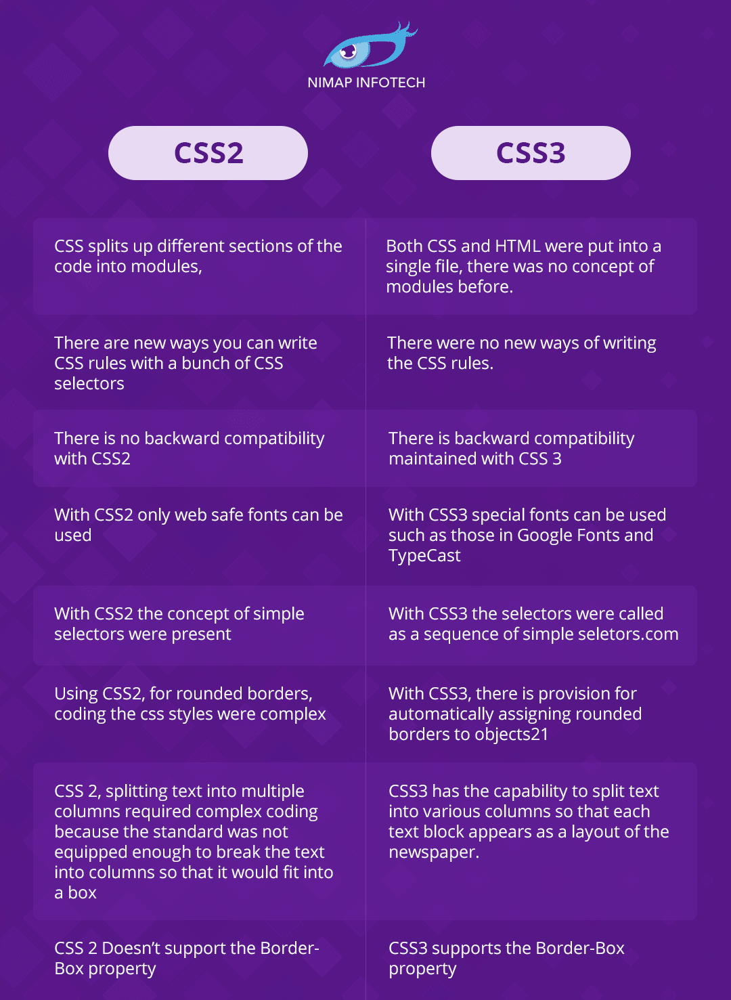 NIMAP INFOTECH
CSS2
CSS3
CSS splits up different sections of the
code into modules,
Both CSS and HTML were put into a
single file, there was no concept of
modules before.
There are new ways you can write
CSS rules with a bunch of CSS
selectors
There were no new ways of writing
the CSS rules.
There is no backward compatibility
with CSS2
There is backward compatibility
maintained with CSS 3
With CSS2 only web safe fonts can be
used
With CSS3 special fonts can be used
such as those in Google Fonts and
TypeCast
With CSS2 the concept of simple
selectors were present
With CSS3 the selectors were called
as a sequence of simple seletors.com
Using CSS2, for rounded borders,
coding the css styles were complex
With CSS3, there is provision for
automatically assigning rounded
borders to objects21
CSS 2, splitting text into multiple
columns required complex coding
because the standard was not
equipped enough to break the text
into columns so that it would fit into
a box
CSS3 has the capability to split text
into various columns so that each
text block appears as a layout of the
newspaper.
CSS 2 Doesn’t support the Border-
Box property
CSS3 supports the Border-Box
property